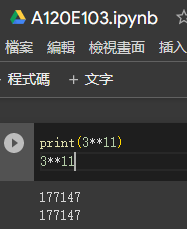 A120E103.ipynb
檔案 編輯 檢視畫面 插入
程式碼 + 文字
print(3**11)
3**11
177147
177147